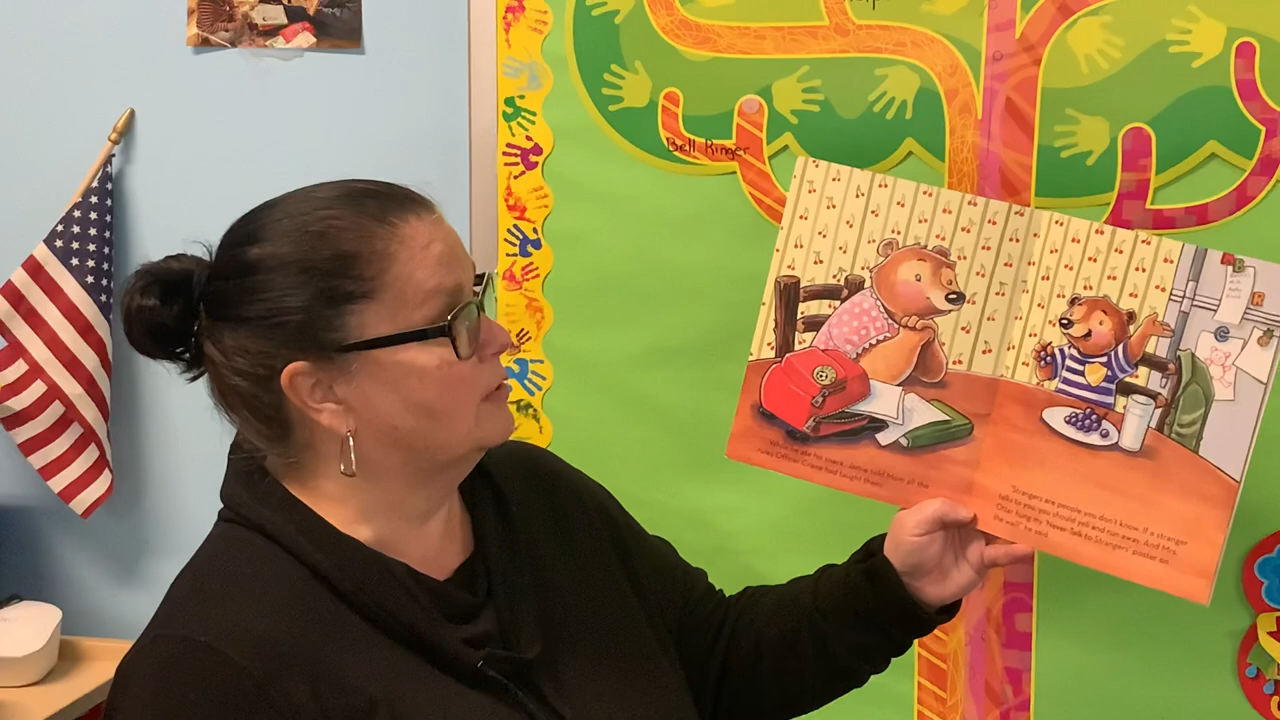 Bell Ringer
While he ate his snack, Jamie told Mom all the
rules Officer Crane had taught them.
"Strangers are people you don't know. If a stranger
talks to you, you should yell and run away. And Mrs.
Otter hung my 'Never-Talk-to-Strangers' poster on
the wall!" he said.
B
R
C